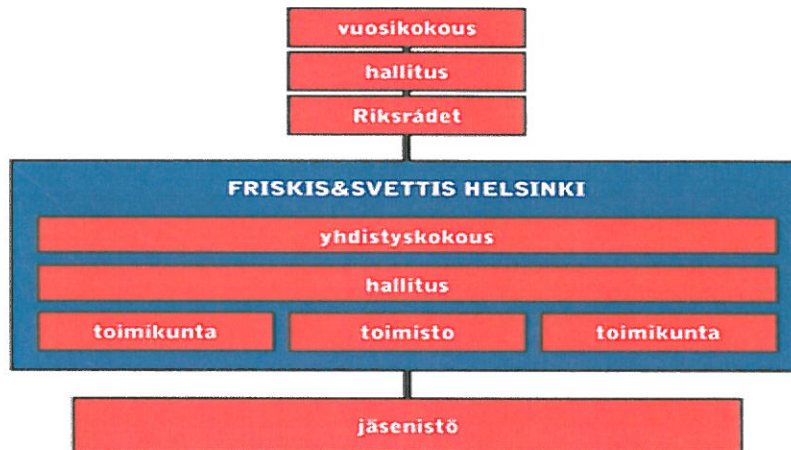 vuosikokous
hallitus
Riksrådet
FRISKIS&SVETTIS HELSINKI
yhdistyskokous
hallitus
toimikunta toimisto toimikunta
jäsenistö